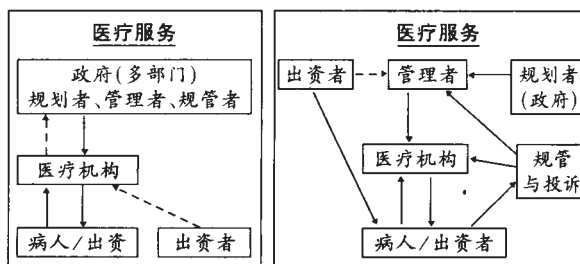 医疗服务
政府(多部门)
规划者、管理者、规管者
医疗机构
病人/出资
出资者
医疗服务
出资者
管理者
规划者
(政府)
医疗机构
规管
与投诉
病人/出资者